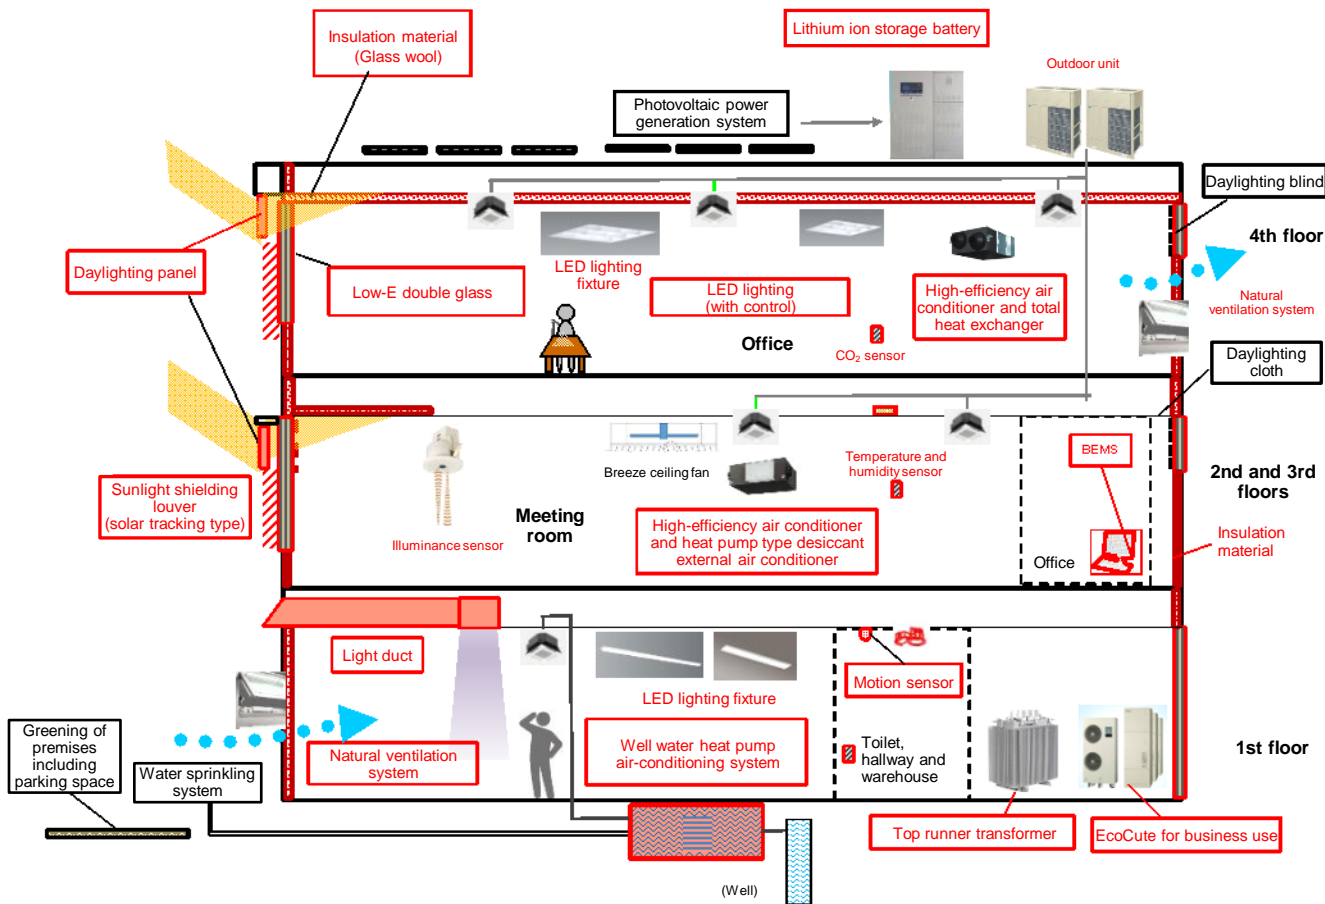 Lithium ion storage battery
Insulation material
(Glass wool)
Outdoor unit
Photovoltaic power
generation system
Daylighting blind
4th floor
Daylighting panel
LED lighting
fixture
Low-E double glass
LED lighting
(with control)
High-efficiency air
conditioner and total
heat exchanger
Natural
ventilation system
Office
CO₂ sensor
Daylighting
cloth
Breeze ceiling fan
Temperature and
humidity sensor
BEMS
2nd and 3rd
floors
Sunlight shielding
louver
(solar tracking type)
Illuminance sensor
Meeting
room
High-efficiency air conditioner
and heat pump type desiccant
external air conditioner
Office
Insulation
material
Light duct
LED lighting fixture
Motion sensor
Greening of
premises
including
parking space
Water sprinkling
system
Natural ventilation
system
Well water heat pump
air-conditioning system
Toilet,
hallway and
warehouse
1st floor
Top runner transformer
EcoCute for business use
(Well)